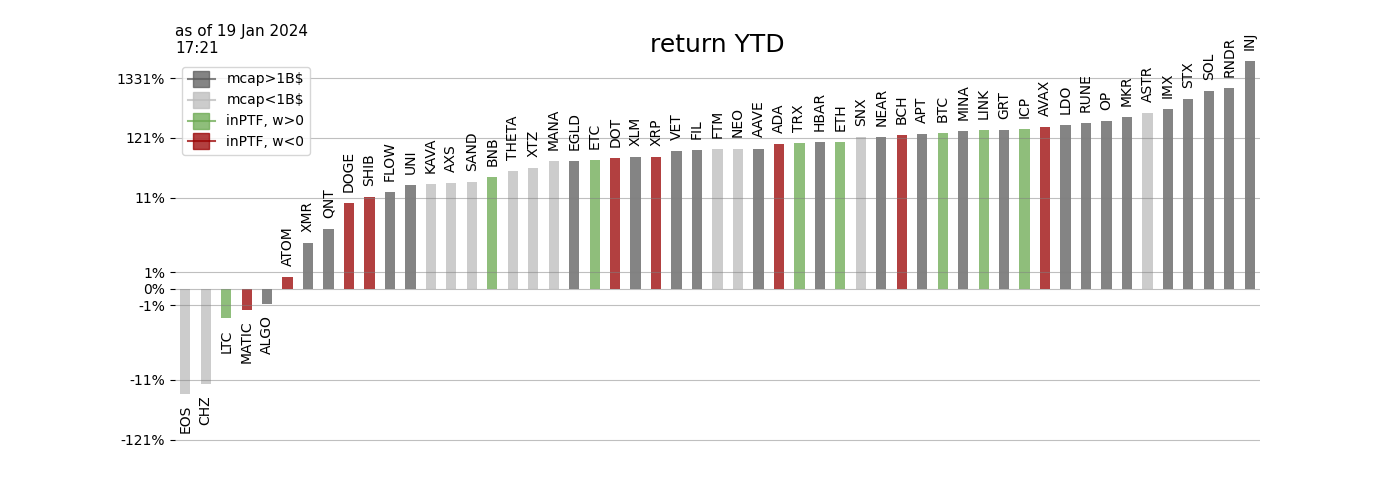 as of 19 Jan 2024
17:21
return YTD
mcap>1B$
mcap<1B$
inPTF, w>0
inPTF, w<0
1331%
121%
11%
1%
0%
-1%
-11%
-121%
EOS
CHZ
LTC
MATIC
ALGO
ATOM
XMR
QNT
DOGE
SHIB
FLOW
UNI
KAVA
AXS
SAND
BNB
THETA
XTZ
MANA
EGLD
ETC
DOT
XLM
XRP
VET
FIL
FTM
NEO
AAVE
ADA
TRX
HBAR
ETH
SNX
NEAR
BCH
APT
BTC
MINA
LINK
GRT
ICP
AVAX
LDO
RUNE
OP
MKR
ASTR
IMX
STX
SOL
RNDR
INJ